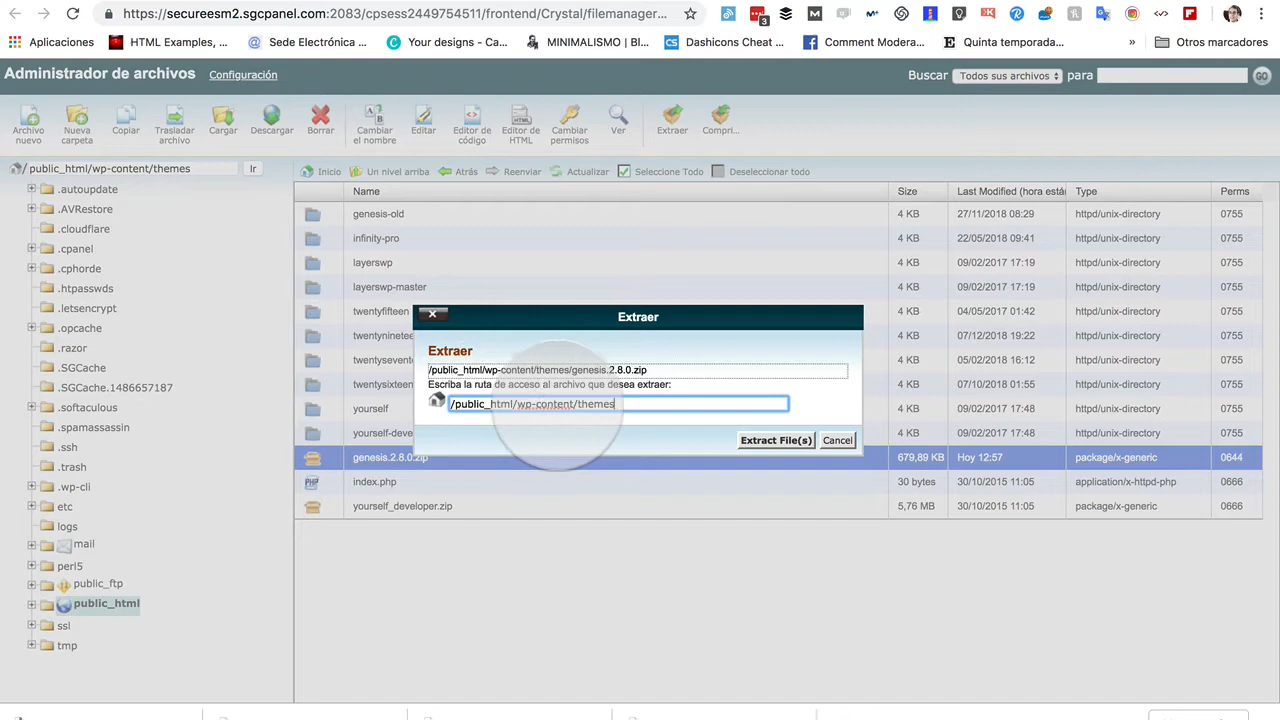 https://secureesm2.sgcpanel.com:2083/cpsess2449754511/frontend/Crystal/filemanager...
3
Aplicaciones
HTML Examples, ...
Sede Electrónica ...
Your designs - Ca...
MINIMALISMO | Bl...
CS Dashicons Cheat ...
Comment Modera...
Quinta temporada...
»
Otros marcadores
Administrador de archivos
Configuración
Buscar
Todos sus archivos
para
GO
Archivo nuevo
Nueva carpeta
Copiar
Trasladar archivo
Cargar
Descargar
Borrar
Cambiar el nombre
Editar
Editor de código
Editor de HTML
Cambiar permisos
Ver
Extraer
Compri...
/ public_html/wp-content/themes
Ir
Inicio
Un nivel arriba
Atrás
Reenviar
Actualizar
Seleccione Todo
Deseleccionar todo
.autoupdate
.AVRestore
.cloudflare
.cpanel
.cphorde
.htpasswds
.letsencrypt
.opcache
.razor
.SGCache
.SGCache.1486657187
.softaculous
.spamassassin
.ssh
.trash
.wp-cli
etc
logs
mail
perl5
public_ftp
public_html
ssl
tmp
Name Size Last Modified (hora está Type Perms
genesis-old 4 KB 27/11/2018 08:29 httpd/unix-directory 0755
infinity-pro 4 KB 22/05/2018 09:41 httpd/unix-directory 0755
layerswp 4 KB 09/02/2017 17:19 httpd/unix-directory 0755
layerswp-master 4 KB 09/02/2017 17:19 httpd/unix-directory 0755
twentyfifteen 04/05/2017 01:42 httpd/unix-directory 0755
twentyninete 07/12/2018 19:22 httpd/unix-directory 0755
twentysevente 02/05/2018 16:12 httpd/unix-directory 0755
twentysixteen 07/10/2018 01:55 httpd/unix-directory 0755
yourself 09/02/2017 17:48 httpd/unix-directory 0755
yourself-deve 09/02/2017 17:48 httpd/unix-directory 0755
genesis.2.8.0.zip 679,89 KB Hoy 12:57 package/x-generic 0644
index.php 30 bytes 30/10/2015 11:05 application/x-httpd-php 0666
yourself_developer.zip 5,76 MB 30/10/2015 11:05 package/x-generic 0666
Extraer
Extraer
/public_html/wp-content/themes/genesis.2.8.0.zip
Escriba la ruta de acceso al archivo que desea extraer:
/public_html/wp-content/themes
Extract File(s)
Cancel